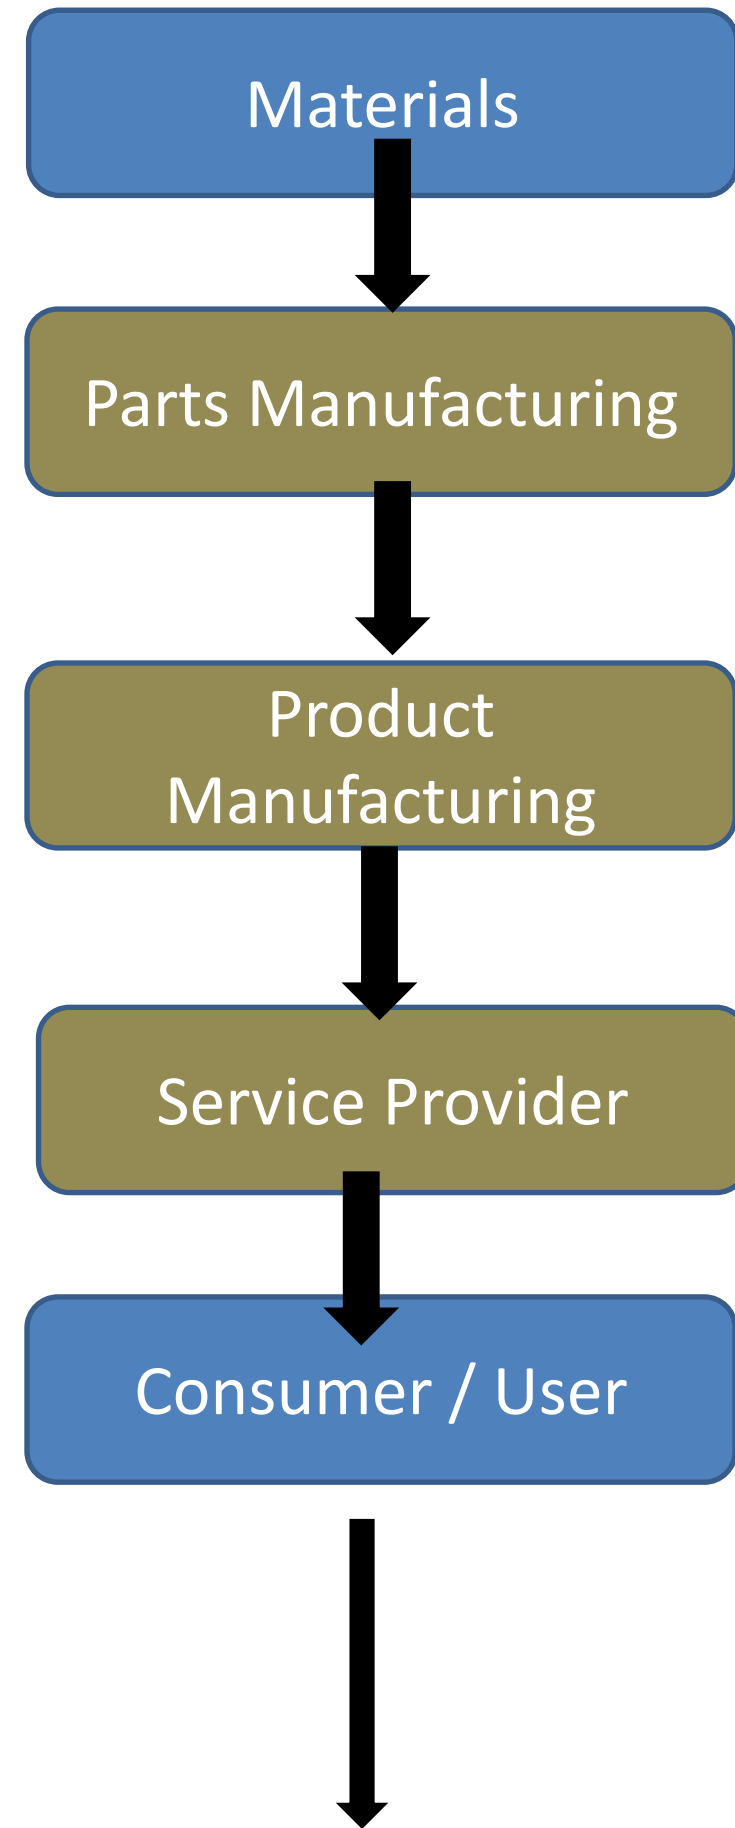 Materials
Parts Manufacturing
Product
Manufacturing
Service Provider
Consumer / User